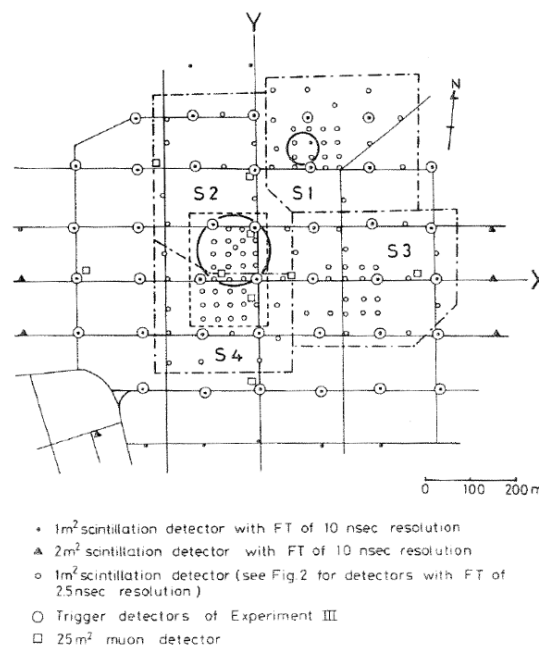 Y
N
S2
S1
S3
X
S4
0 100 200 m
• 1m² scintillation detector with FT of 10 nsec resolution
▲ 2m² scintillation detector with FT of 10 nsec resolution
○ 1m² scintillation detector (see Fig.2 for detectors with FT of
2.5nsec resolution)
○ Trigger detectors of Experiment III
□ 25m² muon detector